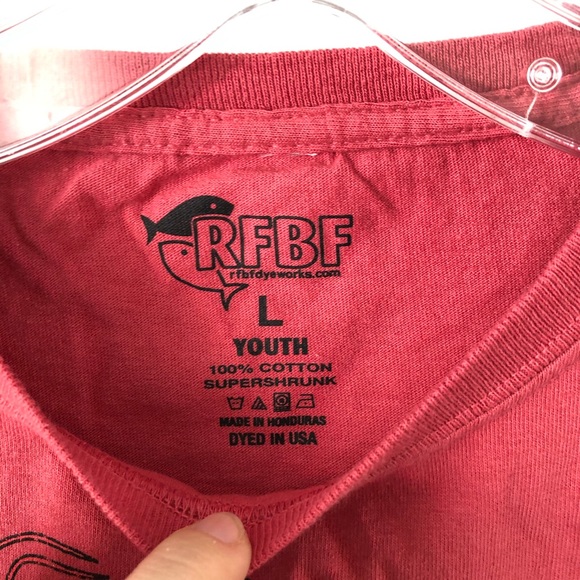 RFBF
rfbfdyeworks.com
L
YOUTH
100% COTTON
SUPERSHRUNK
MADE IN HONDURAS
DYED IN USA